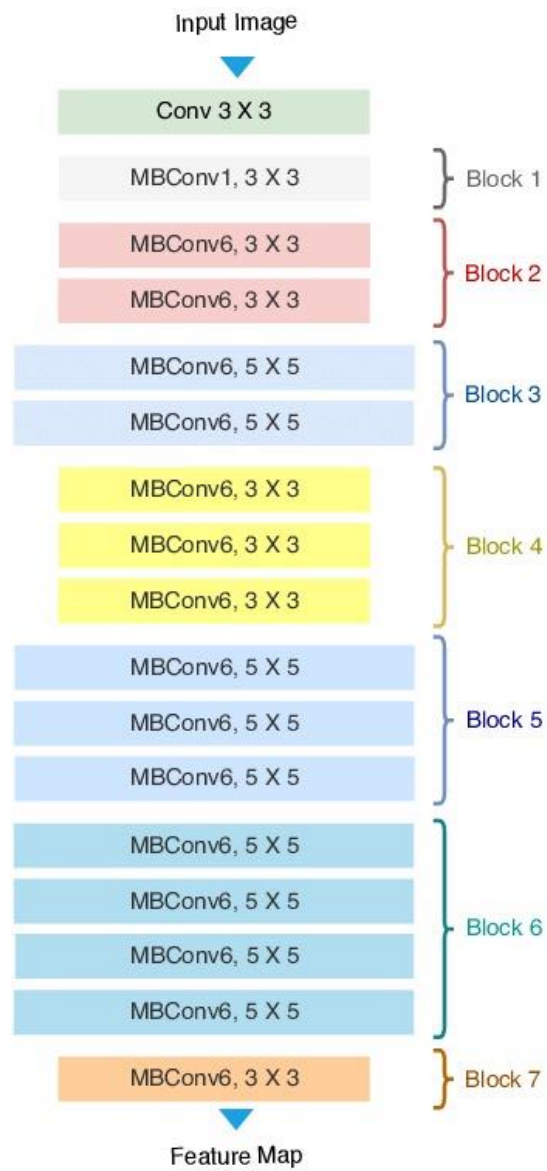 Input Image
Conv 3 X 3
MBConv1, 3 X 3
Block 1
MBConv6, 3 X 3
MBConv6, 3 X 3
Block 2
MBConv6, 5 X 5
MBConv6, 5 X 5
Block 3
MBConv6, 3 X 3
MBConv6, 3 X 3
MBConv6, 3 X 3
Block 4
MBConv6, 5 X 5
MBConv6, 5 X 5
MBConv6, 5 X 5
Block 5
MBConv6, 5 X 5
MBConv6, 5 X 5
MBConv6, 5 X 5
MBConv6, 5 X 5
Block 6
MBConv6, 3 X 3
Block 7
Feature Map